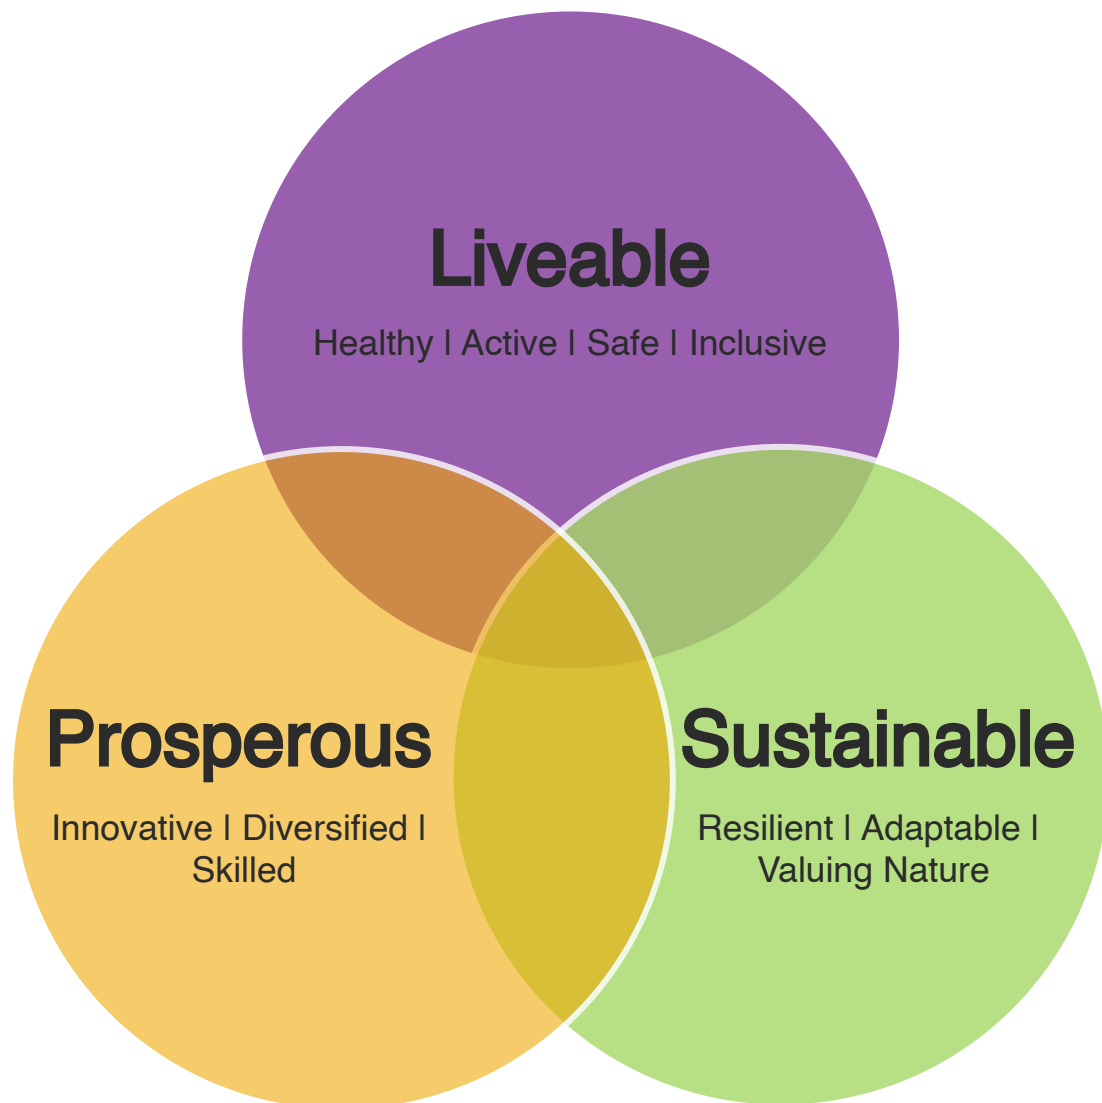 Liveable
Healthy | Active | Safe | Inclusive
Prosperous
Innovative | Diversified |
Skilled
Sustainable
Resilient | Adaptable |
Valuing Nature